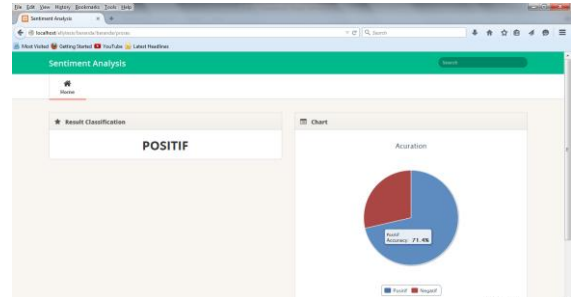 File Edit View History Bookmarks Tools Help
Sentiment Analysis
Search
Most Visited Getting Started YouTube Latest Headlines
Sentiment Analysis
Search
Home
Result Classification
POSITIF
Chart
Acuration
Positif
Accuracy: 71.4%
Positif Negatif